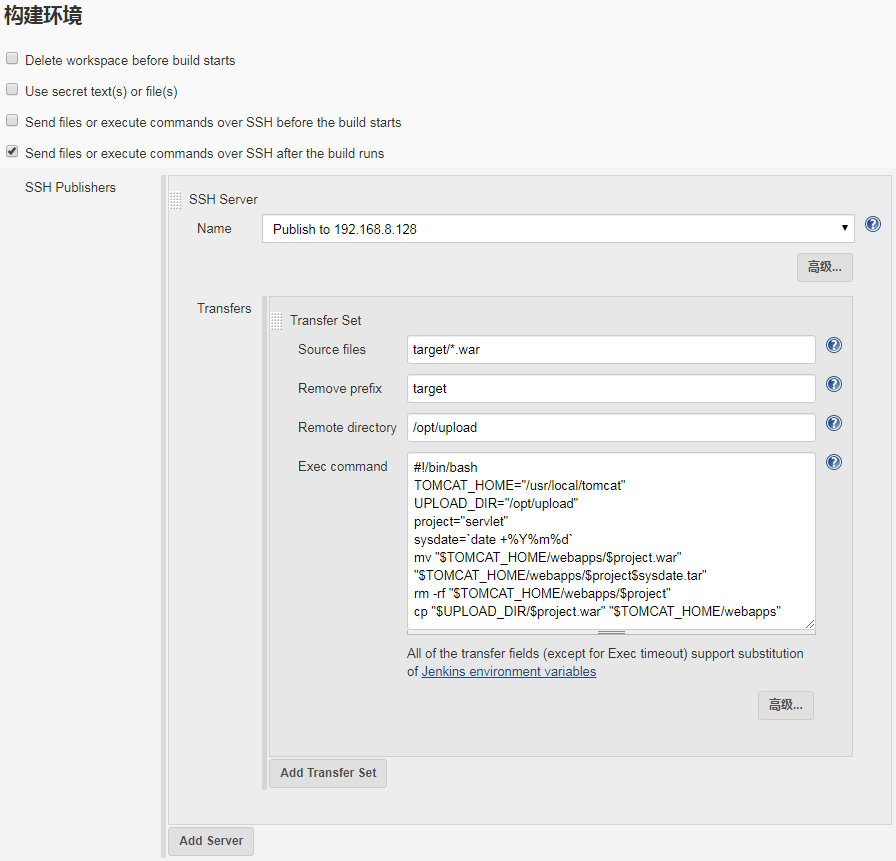 构建环境
Delete workspace before build starts
Use secret text(s) or file(s)
Send files or execute commands over SSH before the build starts
Send files or execute commands over SSH after the build runs
SSH Publishers
SSH Server
Name
Publish to 192.168.8.128
高级...
Transfers
Transfer Set
Source files
target/*.war
Remove prefix
target
Remote directory
/opt/upload
Exec command
#!/bin/bash
TOMCAT_HOME="/usr/local/tomcat"
UPLOAD_DIR="/opt/upload"
project="servlet"
sysdate=`date +%Y%m%d`
mv "$TOMCAT_HOME/webapps/$project.war"
"$TOMCAT_HOME/webapps/$project$sysdate.tar"
rm -rf "$TOMCAT_HOME/webapps/$project"
cp "$UPLOAD_DIR/$project.war" "$TOMCAT_HOME/webapps"
All of the transfer fields (except for Exec timeout) support substitution
of Jenkins environment variables
高级...
Add Transfer Set
Add Server